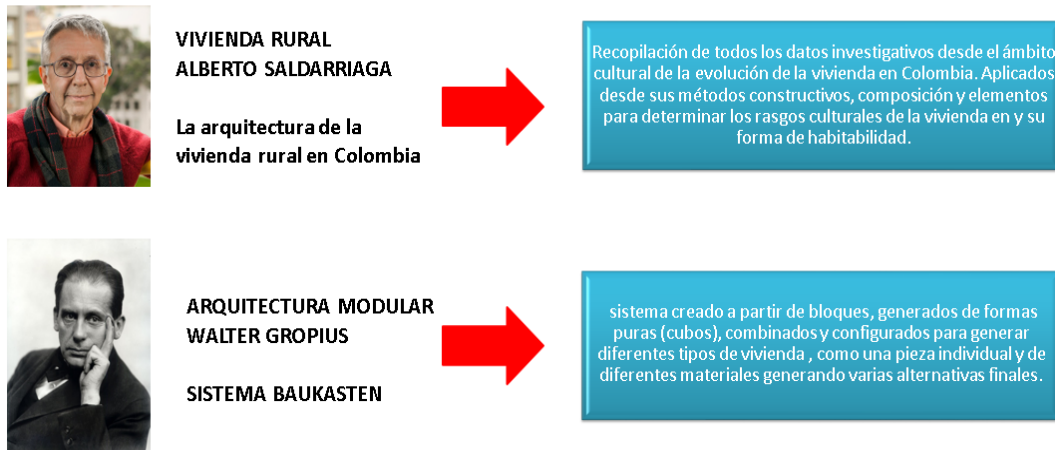 VIVIENDA RURAL
ALBERTO SALDARRIAGA
La arquitectura de la
vivienda rural en Colombia
Recopilación de todos los datos investigativos desde el ámbito
cultural de la evolución de la vivienda en Colombia. Aplicados
desde sus métodos constructivos, composición y elementos
para determinar los rasgos culturales de la vivienda en y su
forma de habitabilidad.
ARQUITECTURA MODULAR
WALTER GROPIUS
SISTEMA BAUKASTEN
sistema creado a partir de bloques, generados de formas
puras (cubos), combinados y configurados para generar
diferentes tipos de vivienda , como una pieza individual y de
diferentes materiales generando varias alternativas finales.